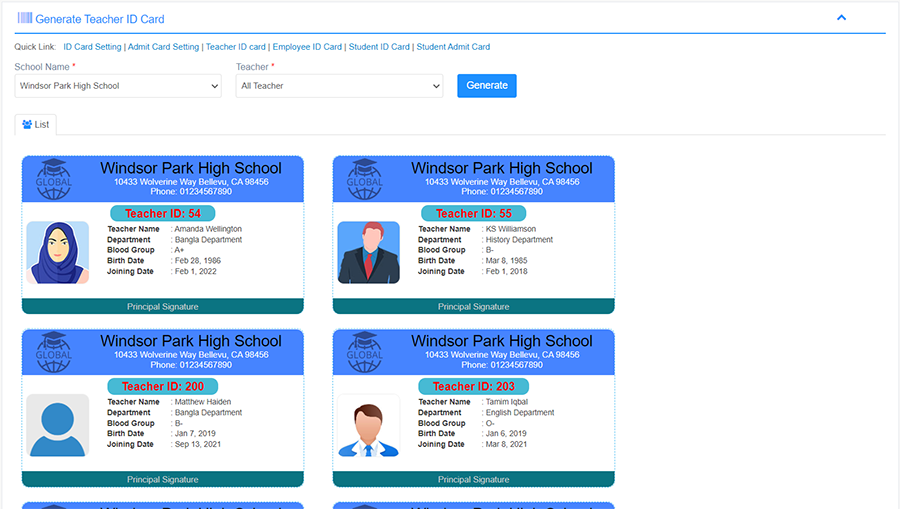 Generate Teacher ID Card
Quick Link: ID Card Setting | Admit Card Setting | Teacher ID card | Employee ID Card | Student ID Card | Student Admit Card
School Name * Teacher *
Windsor Park High School All Teacher Generate
List
GLOBAL
Windsor Park High School
10433 Wolverine Way Bellevu, CA 98456
Phone: 01234567890
Teacher ID: 54
Teacher Name : Amanda Wellington
Department : Bangla Department
Blood Group : A+
Birth Date : Feb 28, 1986
Joining Date : Feb 1, 2022
Principal Signature
GLOBAL
Windsor Park High School
10433 Wolverine Way Bellevu, CA 98456
Phone: 01234567890
Teacher ID: 55
Teacher Name : KS Williamson
Department : History Department
Blood Group : B-
Birth Date : Mar 8, 1985
Joining Date : Feb 1, 2018
Principal Signature
GLOBAL
Windsor Park High School
10433 Wolverine Way Bellevu, CA 98456
Phone: 01234567890
Teacher ID: 200
Teacher Name : Matthew Haiden
Department : Bangla Department
Blood Group : B-
Birth Date : Jan 7, 2019
Joining Date : Sep 13, 2021
Principal Signature
GLOBAL
Windsor Park High School
10433 Wolverine Way Bellevu, CA 98456
Phone: 01234567890
Teacher ID: 203
Teacher Name : Tamim Iqbal
Department : English Department
Blood Group : O-
Birth Date : Jan 6, 2019
Joining Date : Mar 8, 2021
Principal Signature